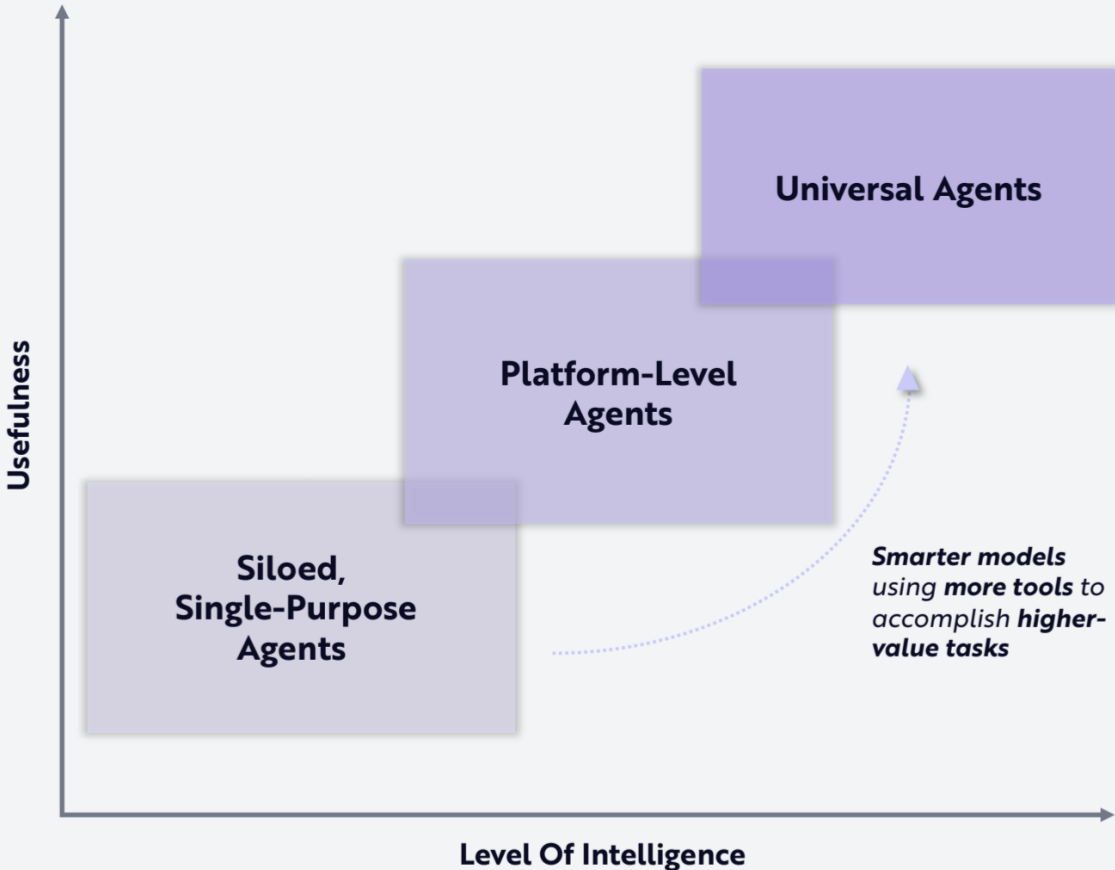 Universal Agents
Platform-Level
Agents
Usefulness
Siloed,
Single-Purpose
Agents
Smarter models
using more tools to
accomplish higher-
value tasks
Level Of Intelligence